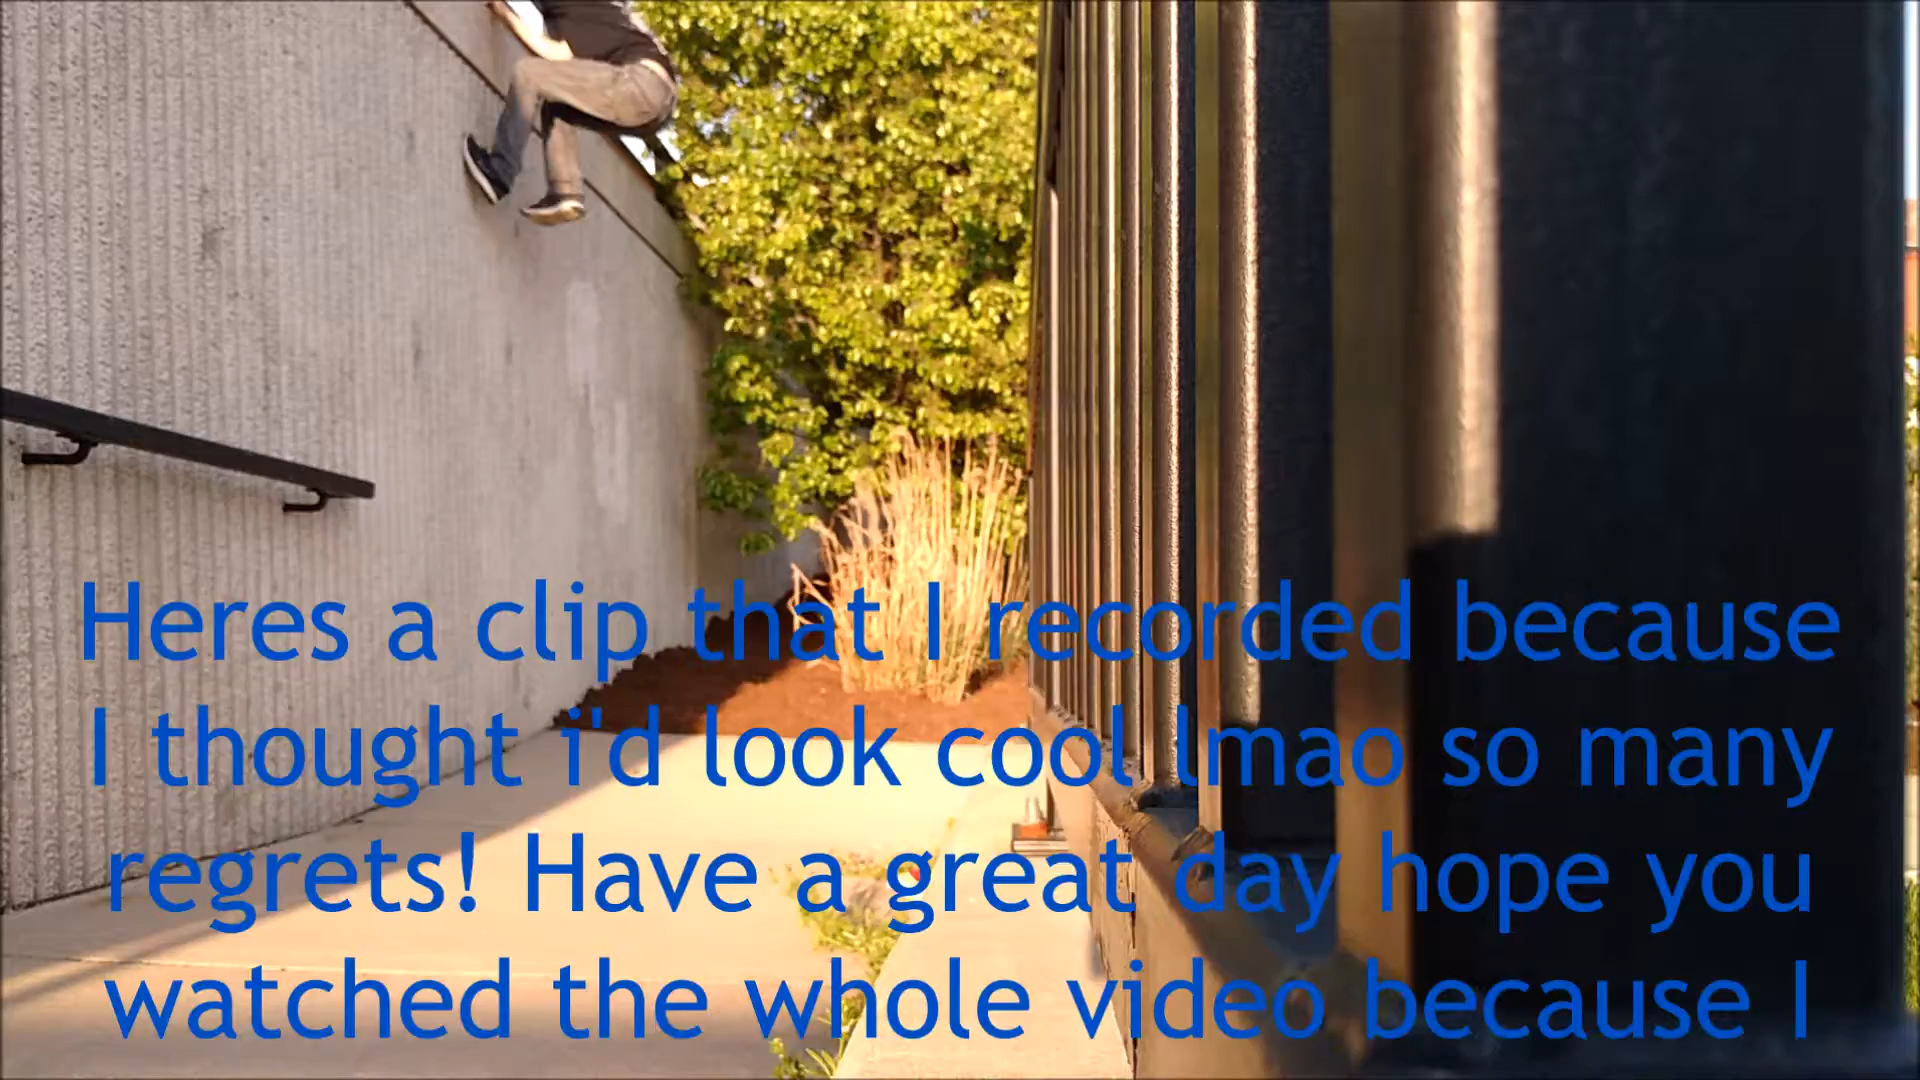 Heres a clip that I recorded because
I thought i'd look cool lmao so many
regrets! Have a great day hope you
watched the whole video because I